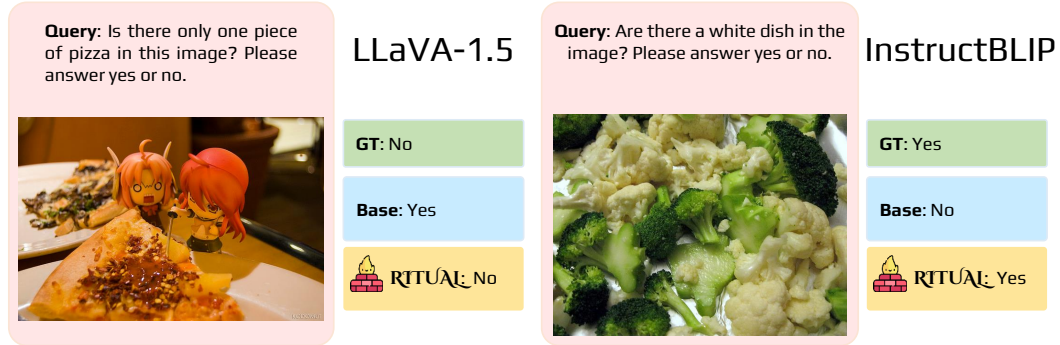 Query: Is there only one piece
of pizza in this image? Please
answer yes or no.
LLaVA-1.5
GT: No
Base: Yes
RITUAL: No
Query: Are there a white dish in the
image? Please answer yes or no.
InstructBLIP
GT: Yes
Base: No
RITUAL: Yes